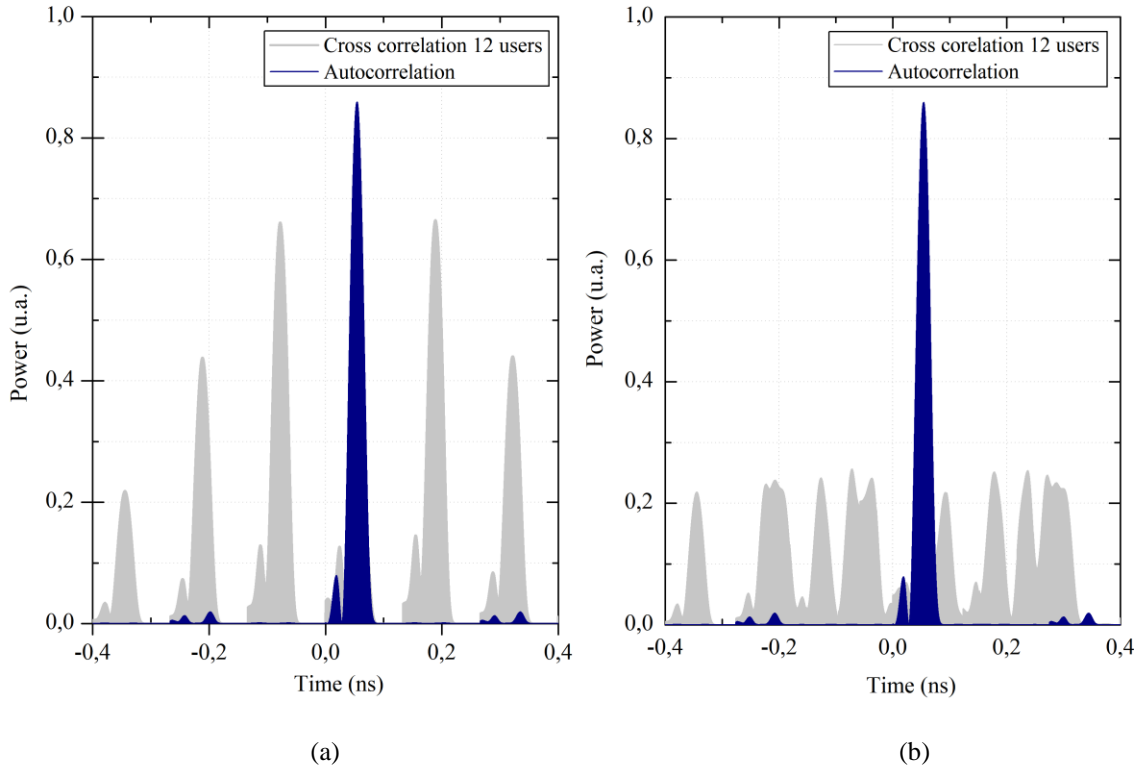 1,0
Cross correlation 12 users
Autocorrelation
0,8
0,6
0,4
0,2
0,0
Power (u.a.)
-0,4 -0,2 0,0 0,2 0,4
Time (ns)
(a)
1,0
Cross corelation 12 users
Autocorrelation
0,8
0,6
0,4
0,2
0,0
Power (u.a.)
-0,4 -0,2 0,0 0,2 0,4
Time (ns)
(b)